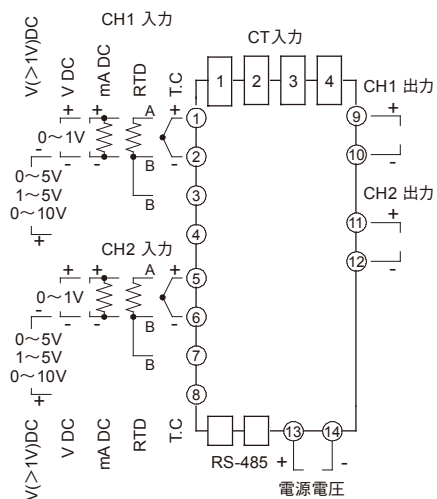 CH1 入力
V(>1V)DC
V DC
mA DC
RTD
T.C
CT入力
1 2 3 4
CH1 出力
+ + A +
0～1V
- - - B -
0～5V
1～5V
0～10V
+
B
1
2
3
4
9 +
10 -
CH2 出力
11 +
12 -
CH2 入力
+ + A +
0～1V
- - - B -
0～5V
1～5V
0～10V
+
B
5
6
7
8
V(>1V)DC
V DC
mA DC
RTD
T.C
RS-485
13 14
+ -
電源電圧